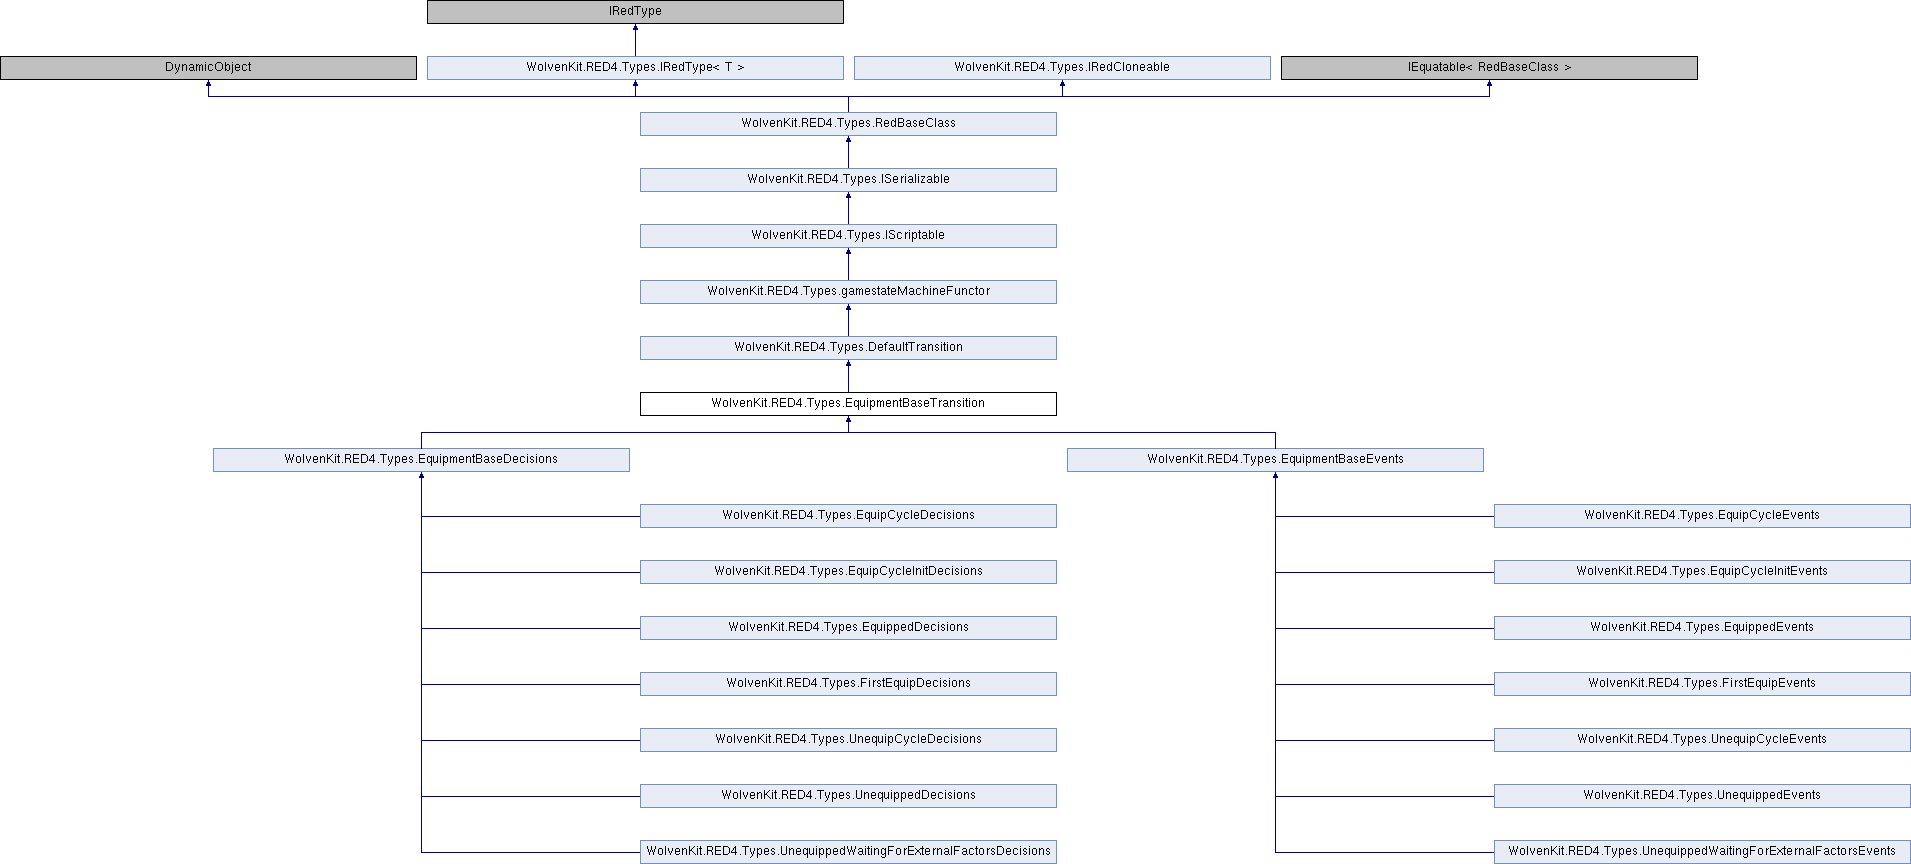 IRedType
DynamicObject
WolvenKit.RED4.Types.IRedType< T >
WolvenKit.RED4.Types.IRedCloneable
IEquatable< RedBaseClass >
WolvenKit.RED4.Types.RedBaseClass
WolvenKit.RED4.Types.ISerializable
WolvenKit.RED4.Types.IScriptable
WolvenKit.RED4.Types.gamestateMachineFunctor
WolvenKit.RED4.Types.DefaultTransition
WolvenKit.RED4.Types.EquipmentBaseTransition
WolvenKit.RED4.Types.EquipmentBaseDecisions
WolvenKit.RED4.Types.EquipmentBaseEvents
WolvenKit.RED4.Types.EquipCycleDecisions
WolvenKit.RED4.Types.EquipCycleEvents
WolvenKit.RED4.Types.EquipCycleInitDecisions
WolvenKit.RED4.Types.EquipCycleInitEvents
WolvenKit.RED4.Types.EquippedDecisions
WolvenKit.RED4.Types.EquippedEvents
WolvenKit.RED4.Types.FirstEquipDecisions
WolvenKit.RED4.Types.FirstEquipEvents
WolvenKit.RED4.Types.UnequipCycleDecisions
WolvenKit.RED4.Types.UnequipCycleEvents
WolvenKit.RED4.Types.UnequippedDecisions
WolvenKit.RED4.Types.UnequippedEvents
WolvenKit.RED4.Types.UnequippedWaitingForExternalFactorsDecisions
WolvenKit.RED4.Types.UnequippedWaitingForExternalFactorsEvents